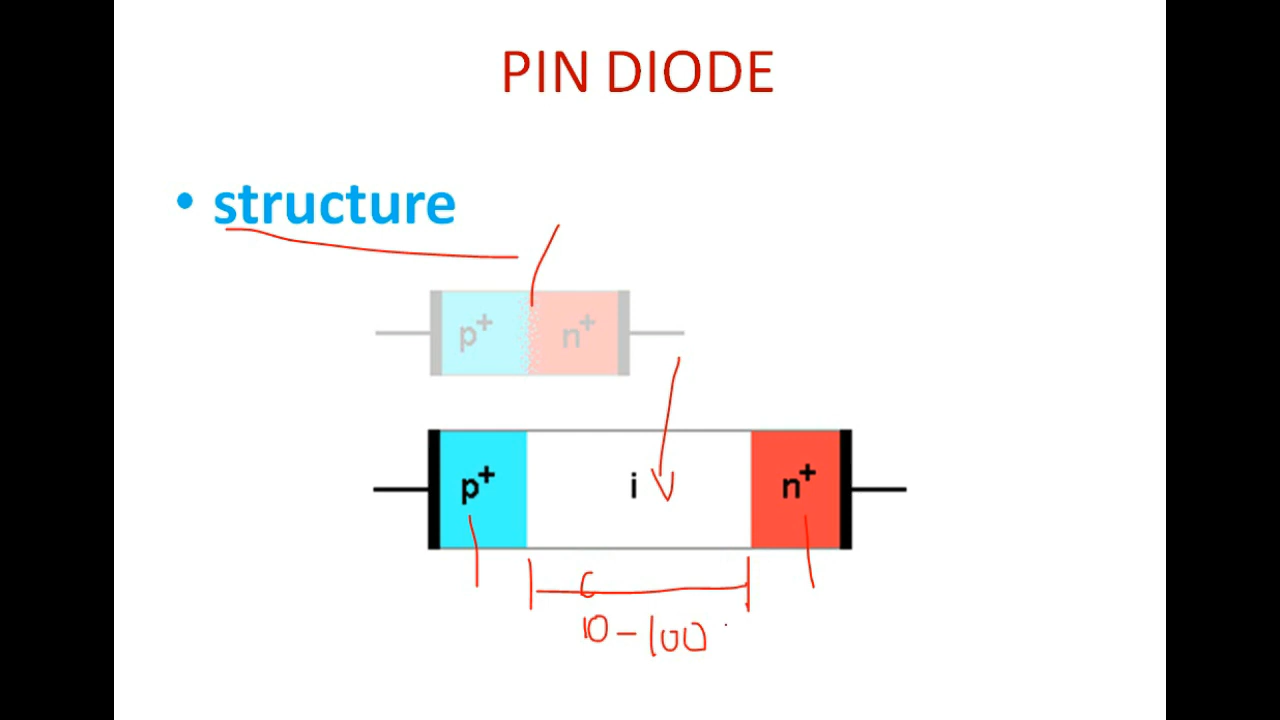 PIN DIODE
• structure
p+ n+
p+ i n+
10-100